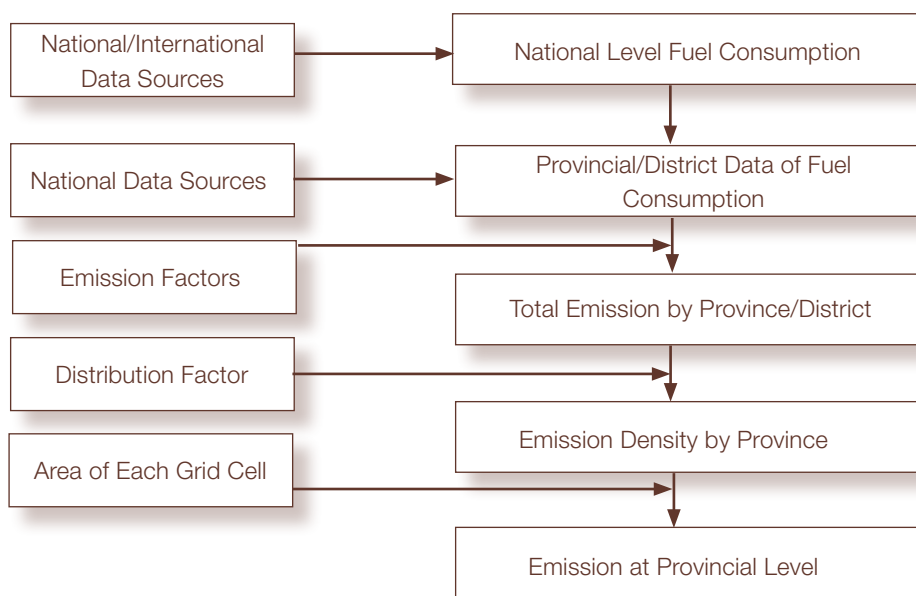 National/International
Data Sources
National Level Fuel Consumption
National Data Sources
Provincial/District Data of Fuel
Consumption
Emission Factors
Total Emission by Province/District
Distribution Factor
Emission Density by Province
Area of Each Grid Cell
Emission at Provincial Level